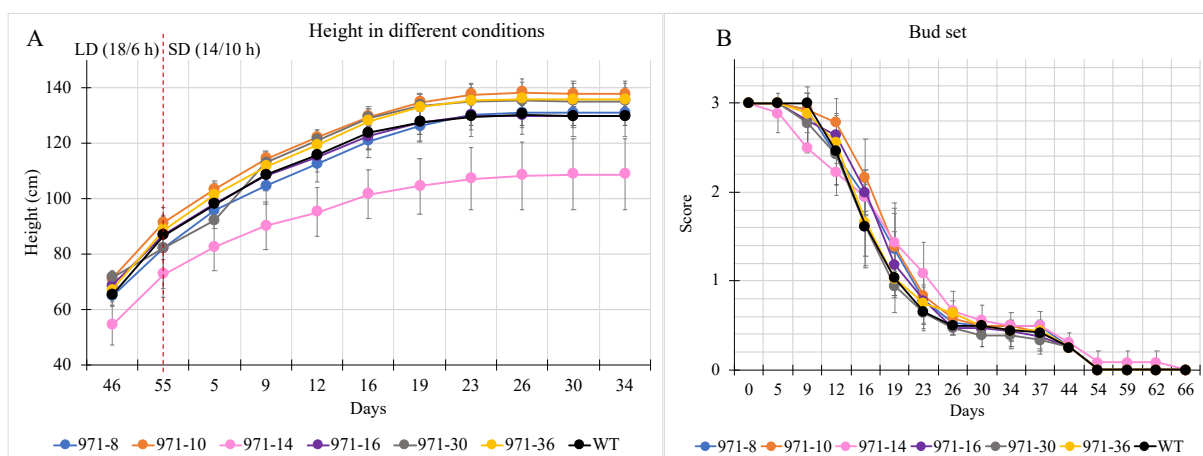 A
Height in different conditions
LD (18/6 h)
SD (14/10 h)
Height (cm)
140
120
100
80
60
40
46 55 5 9 12 16 19 23 26 30 34
Days
971-8 971-10 971-14 971-16 971-30 971-36 WT
B
Bud set
Score
3
2
1
0
0 5 9 12 16 19 23 26 30 34 37 44 54 59 62 66
Days
971-8 971-10 971-14 971-16 971-30 971-36 WT